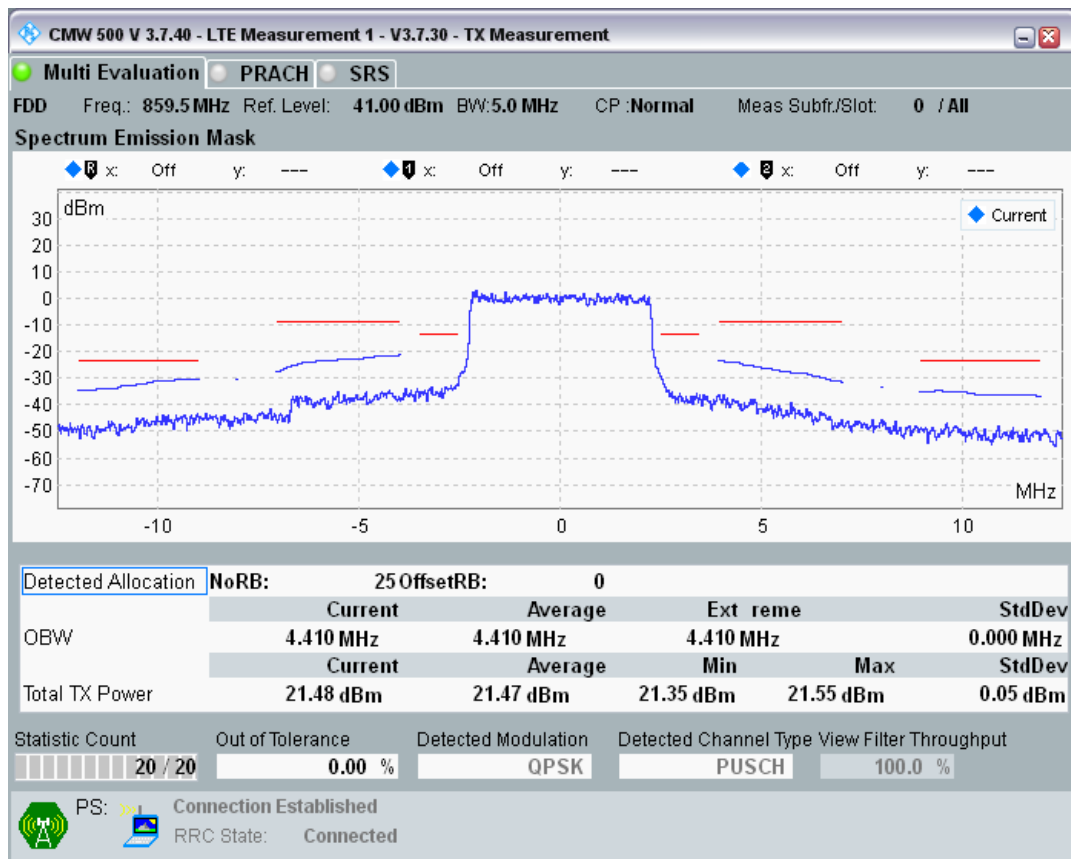 CMW 500 V 3.7.40 - LTE Measurement 1 - V3.7.30 - TX Measurement
Multi Evaluation PRACH SRS
FDD Freq.: 859.5 MHz Ref. Level: 41.00 dBm BW:5.0 MHz CP :Normal Meas Subfr./Slot: 0 / All
Spectrum Emission Mask
R x: Off y: --- 1 x: Off y: --- 2 x: Off y: ---
dBm
Current
30
20
10
0
-10
-20
-30
-40
-50
-60
-70
MHz
-10 -5 0 5 10
Detected Allocation NoRB: 25 OffsetRB: 0
Current Average Ext reme StdDev
OBW 4.410 MHz 4.410 MHz 4.410 MHz 0.000 MHz
Current Average Min Max StdDev
Total TX Power 21.48 dBm 21.47 dBm 21.35 dBm 21.55 dBm 0.05 dBm
Statistic Count Out of Tolerance Detected Modulation Detected Channel Type View Filter Throughput
20 / 20 0.00 % QPSK PUSCH 100.0 %
PS: Connection Established
RRC State: Connected